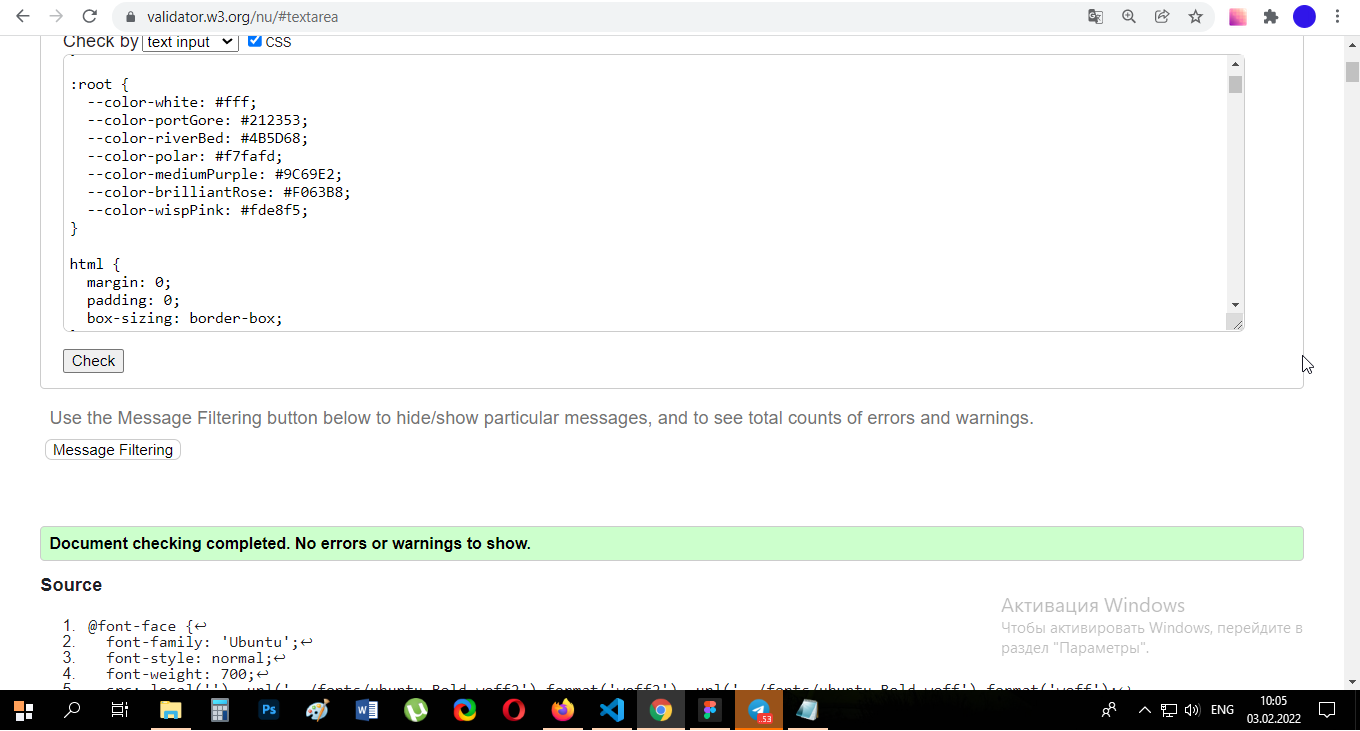 validator.w3.org/nu/#textarea
Check by text input CSS
:root {
--color-white: #fff;
--color-portGore: #212353;
--color-riverBed: #4B5D68;
--color-polar: #f7fafd;
--color-mediumPurple: #9C69E2;
--color-brilliantRose: #F063B8;
--color-wispPink: #fde8f5;
}
html {
margin: 0;
padding: 0;
box-sizing: border-box;
Check
Use the Message Filtering button below to hide/show particular messages, and to see total counts of errors and warnings.
Message Filtering
Document checking completed. No errors or warnings to show.
Source
1. @font-face {↩
2. font-family: 'Ubuntu';↩
3. font-style: normal;↩
4. font-weight: 700;↩
Активация Windows
Чтобы активировать Windows, перейдите в
раздел "Параметры".
Ps
.53
ENG
10:05
03.02.2022